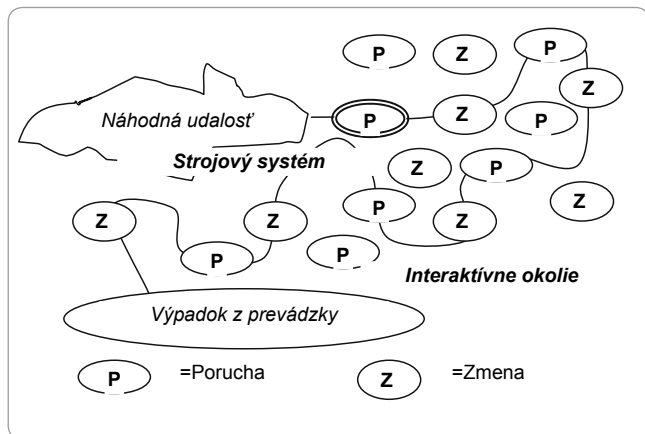 P Z P
Z
Náhodná udalosť P Z P
Strojový systém Z P
Z Z P Z Z
P P
Interaktívne okolie
Výpadok z prevádzky
P =Porucha Z =Zmena